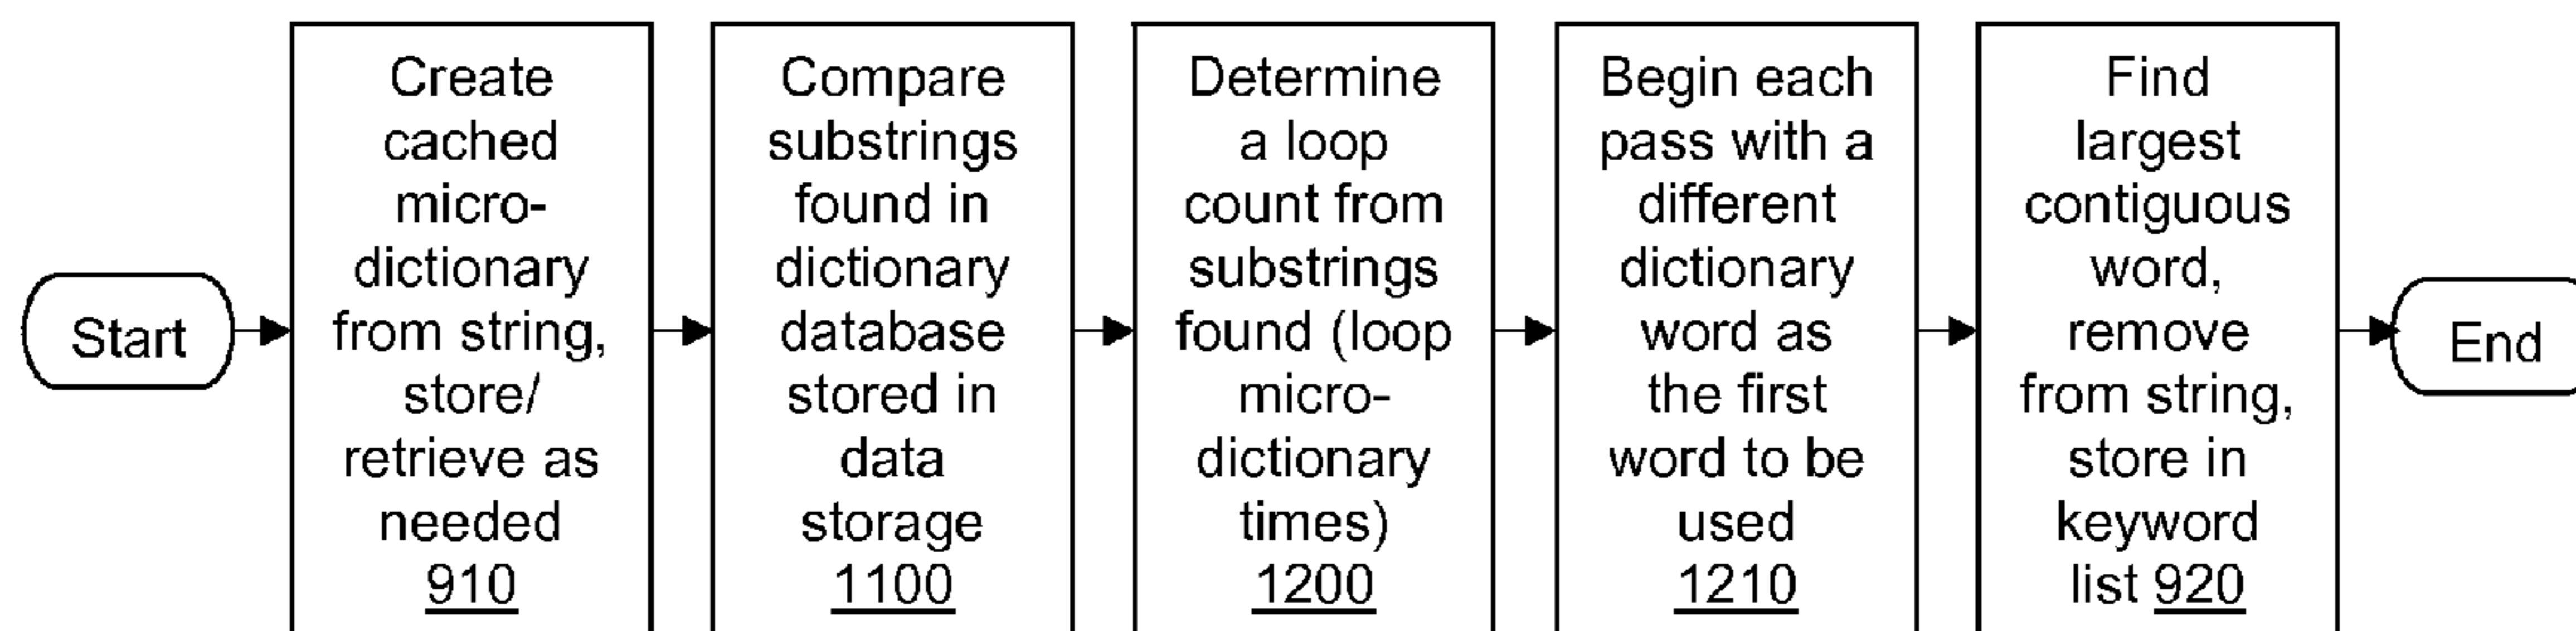 Start
Create
cached
micro-
dictionary
from string,
store/
retrieve as
needed
910
Compare
substrings
found in
dictionary
database
stored in
data
storage
1100
Determine
a loop
count from
substrings
found (loop
micro-
dictionary
times)
1200
Begin each
pass with a
different
dictionary
word as
the first
word to be
used
1210
Find
largest
contiguous
word,
remove
from string,
store in
keyword
list 920
End